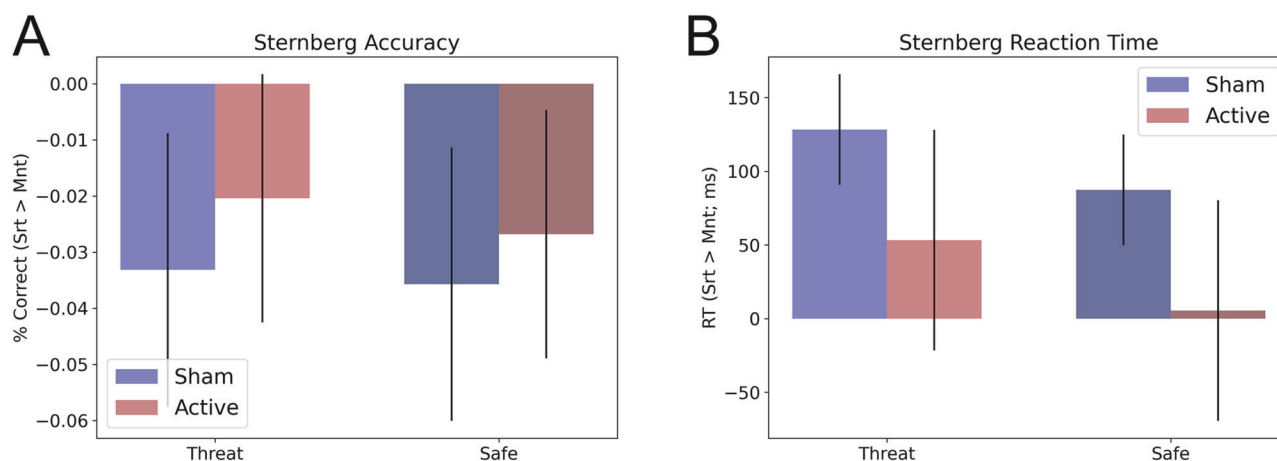 A
Sternberg Accuracy
% Correct (Srt > Mnt)
0.00
−0.01
−0.02
−0.03
−0.04
−0.05
−0.06
Sham
Active
Threat
Safe
B
Sternberg Reaction Time
RT (Srt > Mnt; ms)
150
100
50
0
−50
Sham
Active
Threat
Safe